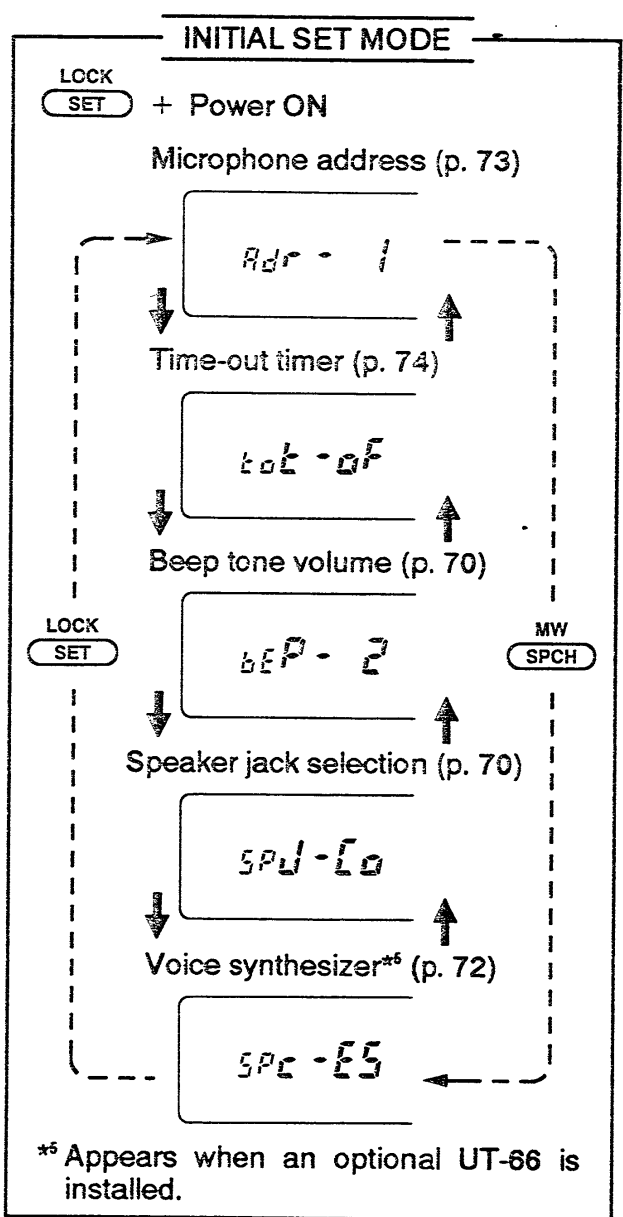 INITIAL SET MODE
LOCK
SET + Power ON
Microphone address (p. 73)
Adr - 1
Time-out timer (p. 74)
tot-oF
Beep tone volume (p. 70)
bEP- 2
LOCK
SET
MW
SPCH
Speaker jack selection (p. 70)
SPJ-Co
Voice synthesizer*5 (p. 72)
SPc-ES
*5 Appears when an optional UT-66 is
installed.